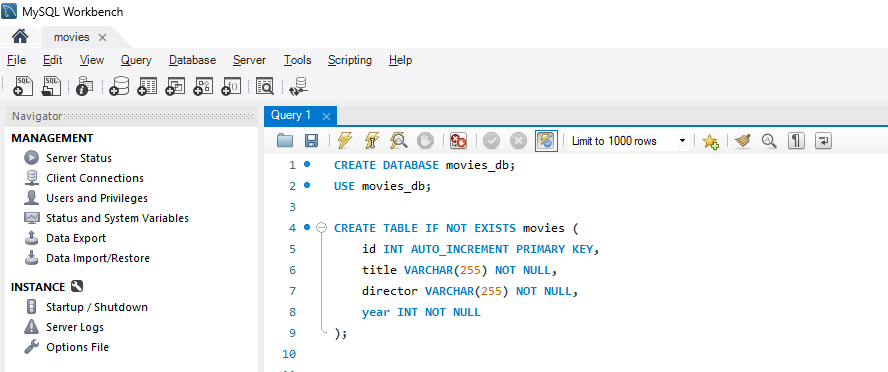 MySQL Workbench
movies
File Edit View Query Database Server Tools Scripting Help
Navigator
MANAGEMENT
Server Status
Client Connections
Users and Privileges
Status and System Variables
Data Export
Data Import/Restore
INSTANCE
Startup / Shutdown
Server Logs
Options File
Query 1
Limit to 1000 rows
1 CREATE DATABASE movies_db;
2 USE movies_db;
3
4 CREATE TABLE IF NOT EXISTS movies (
5 id INT AUTO_INCREMENT PRIMARY KEY,
6 title VARCHAR(255) NOT NULL,
7 director VARCHAR(255) NOT NULL,
8 year INT NOT NULL
9 );
10